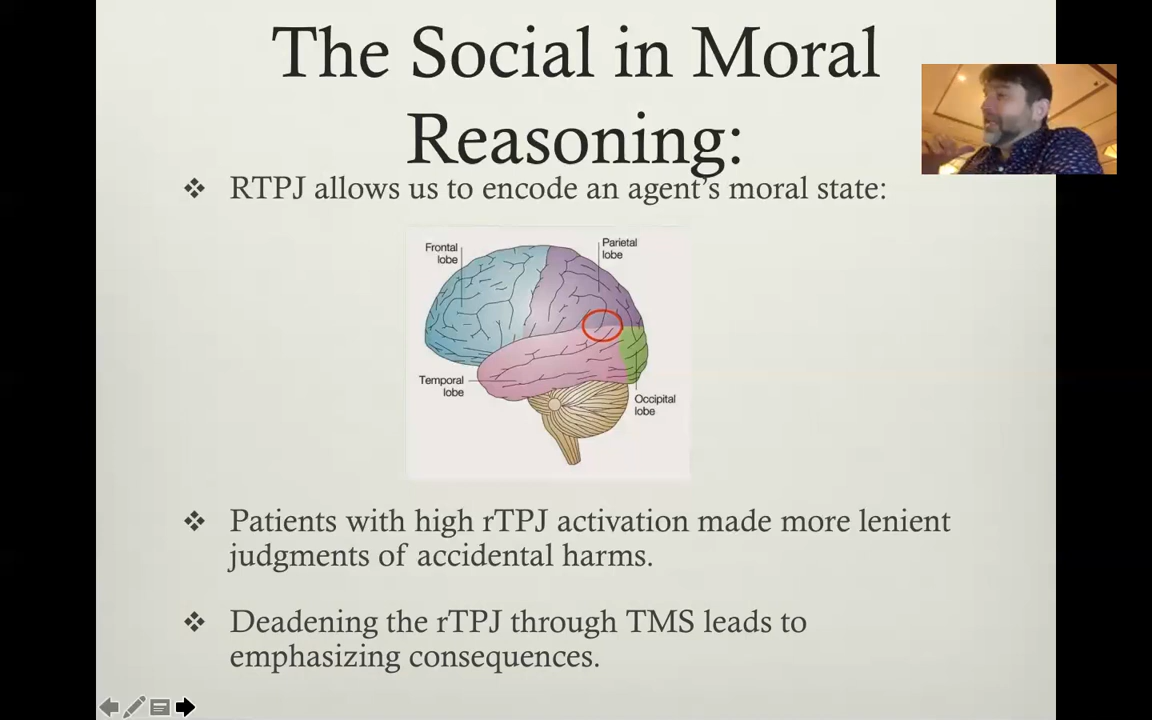 The Social in Moral
Reasoning:
❖ RTPJ allows us to encode an agent's moral state:
Frontal
lobe
Parietal
lobe
Temporal
lobe
Occipital
lobe
❖ Patients with high rTPJ activation made more lenient
judgments of accidental harms.
❖ Deadening the rTPJ through TMS leads to
emphasizing consequences.